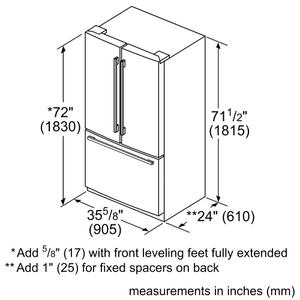 *72"
(1830)
71 1/2"
(1815)
35 5/8"
(905)
**24" (610)
*Add 5/8" (17) with front leveling feet fully extended
**Add 1" (25) for fixed spacers on back
measurements in inches (mm)